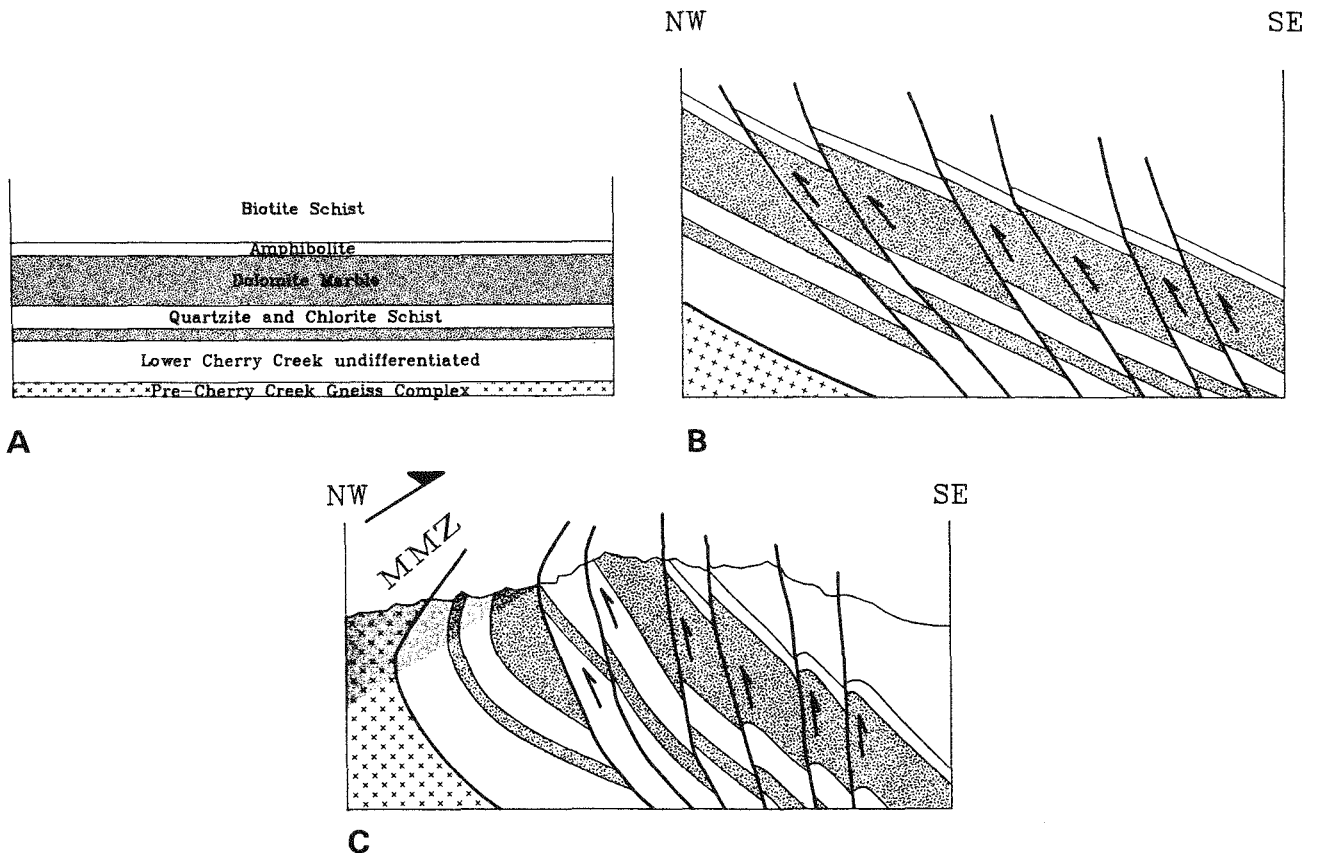 NW
SE
Biotite Schist
Amphibolite
Dolomite Marble
Quartzite and Chlorite Schist
Lower Cherry Creek undifferentiated
Pre-Cherry Creek Gneiss Complex
A
B
NW
SE
MMZ
C